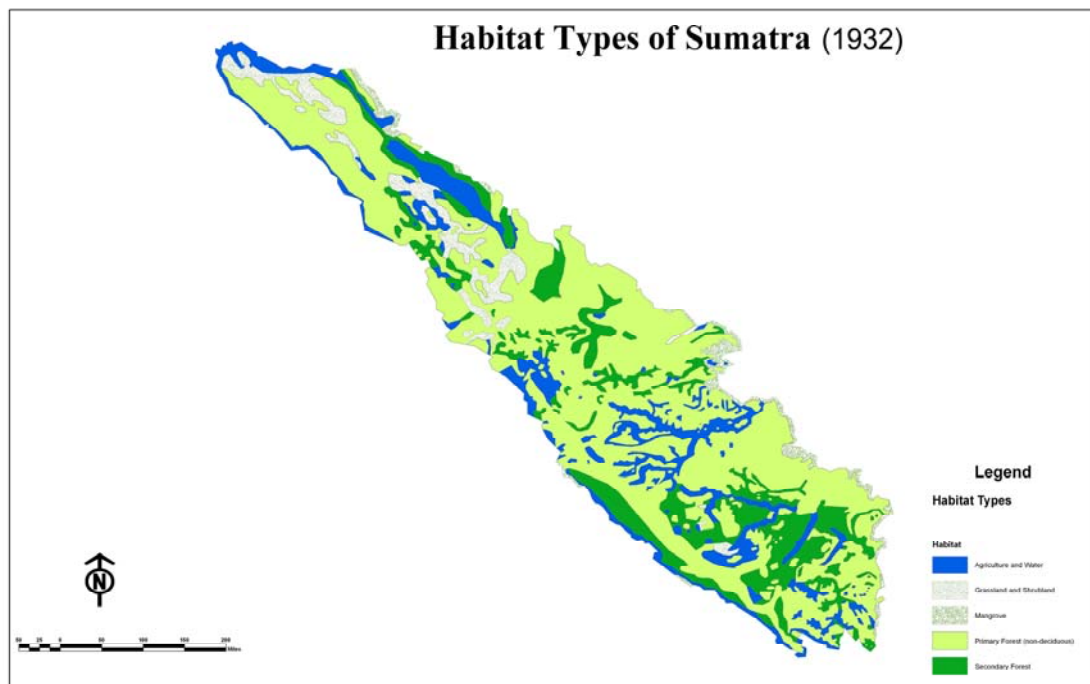 Habitat Types of Sumatra (1932)
Legend
Habitat Types
Habitat
Agriculture and Water
Grassland and Shrubland
Mangrove
Primary Forest (non-deciduous)
Secondary Forest
N
50 25 0 50 100 150 200
Miles